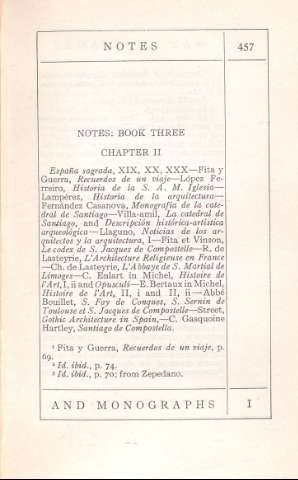 NOTES
457
NOTES: BOOK THREE
CHAPTER II
España sagrada, XIX, XX, XXX—Fita y
Guerra, Recuerdos de un viaje—López Fe-
rreiro, Historia de la S. A. M. Iglesia—
Lampérez, Historia de la arquitectura—
Fernández Casanova, Monografía de la cate-
dral de Santiago—Villa-amil, La catedral de
Santiago, and Descripción histórica-artística
arqueológica—Llaguno, Noticias de los ar-
quitectos y la arquitectura, I—Fita et Vinson,
Le codex de S. Jacques de Compostelle—R. de
Lasteyrie, L'Architecture Religieuse en France
—Ch. de Lasteyrie, L'Abbaye de S. Martial de
Limoges—C. Enlart in Michel, Histoire de
l'Art, I, ii and Opusculi—E. Bertaux in Michel,
Histoire de l'Art, II, i and II, ii—Abbé
Bouillet, S. Foy de Conques, S. Sernin de
Toulouse et S. Jacques de Compostelle—Street,
Gothic Architecture in Spain,—C. Gasquoine
Hartley, Santiago de Compostella.
¹ Fita y Guerra, Recuerdos de un viaje, p.
69.
² Id. ibid., p. 74.
³ Id. ibid., p. 70; from Zepedano.
AND MONOGRAPHS
I